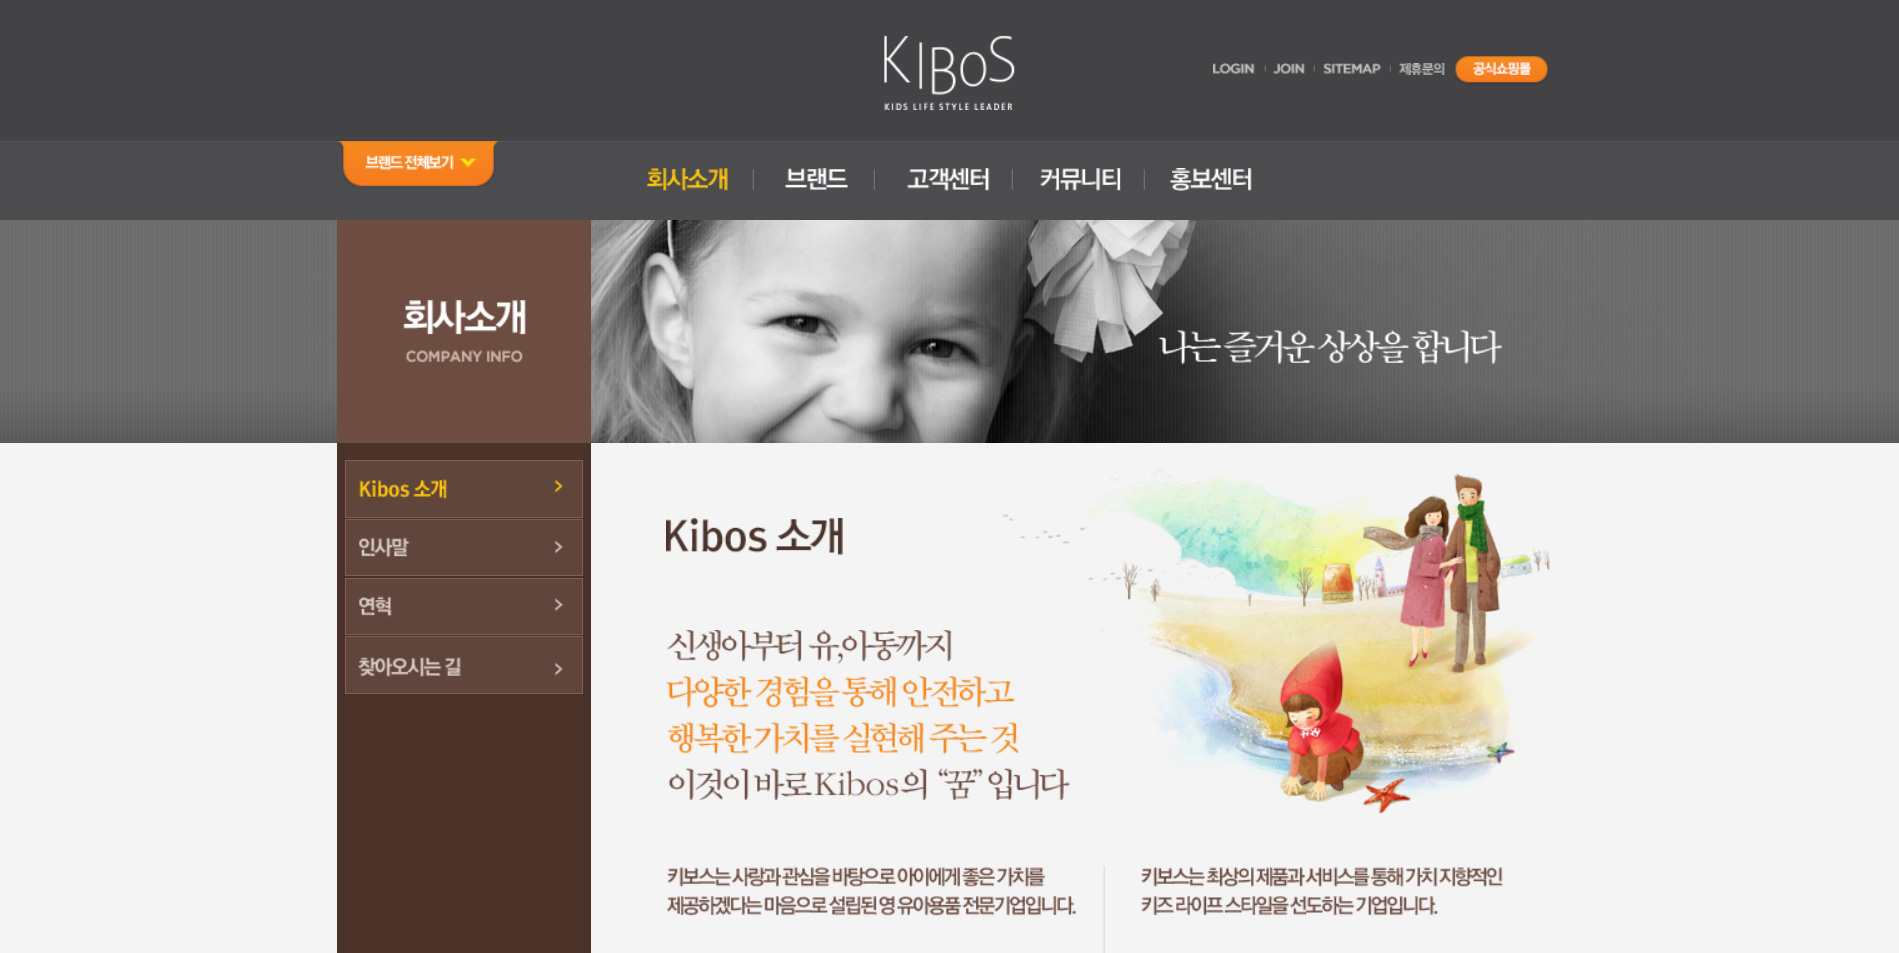 KIBOS
KIDS LIFE STYLE LEADER
LOGIN
JOIN
SITEMAP
제휴문의
공식쇼핑몰
브랜드 전체보기
회사소개
브랜드
고객센터
커뮤니티
홍보센터
회사소개
COMPANY INFO
나는 즐거운 상상을 합니다
Kibos 소개
인사말
연혁
찾아오시는 길
Kibos 소개
신생아부터 유,아동까지
다양한 경험을 통해 안전하고
행복한 가치를 실현해 주는 것
이것이 바로 Kibos의 “꿈” 입니다
키보스는 사랑과 관심을 바탕으로 아이에게 좋은 가치를
제공하겠다는 마음으로 설립된 영 유아용품 전문기업입니다.
키보스는 최상의 제품과 서비스를 통해 가치 지향적인
키즈 라이프 스타일을 선도하는 기업입니다.